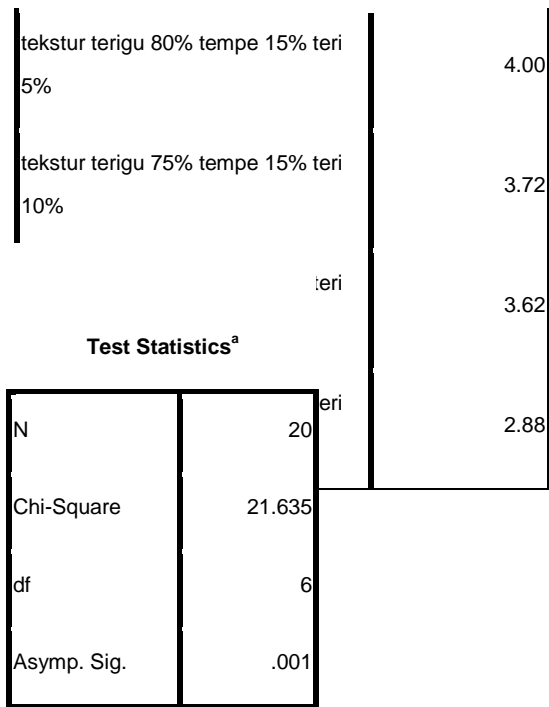 tekstur terigu 80% tempe 15% teri
5%
4.00
tekstur terigu 75% tempe 15% teri
10%
3.72
teri
3.62
eri
2.88
Test Statisticsᵃ
N 20
Chi-Square 21.635
df 6
Asymp. Sig. .001